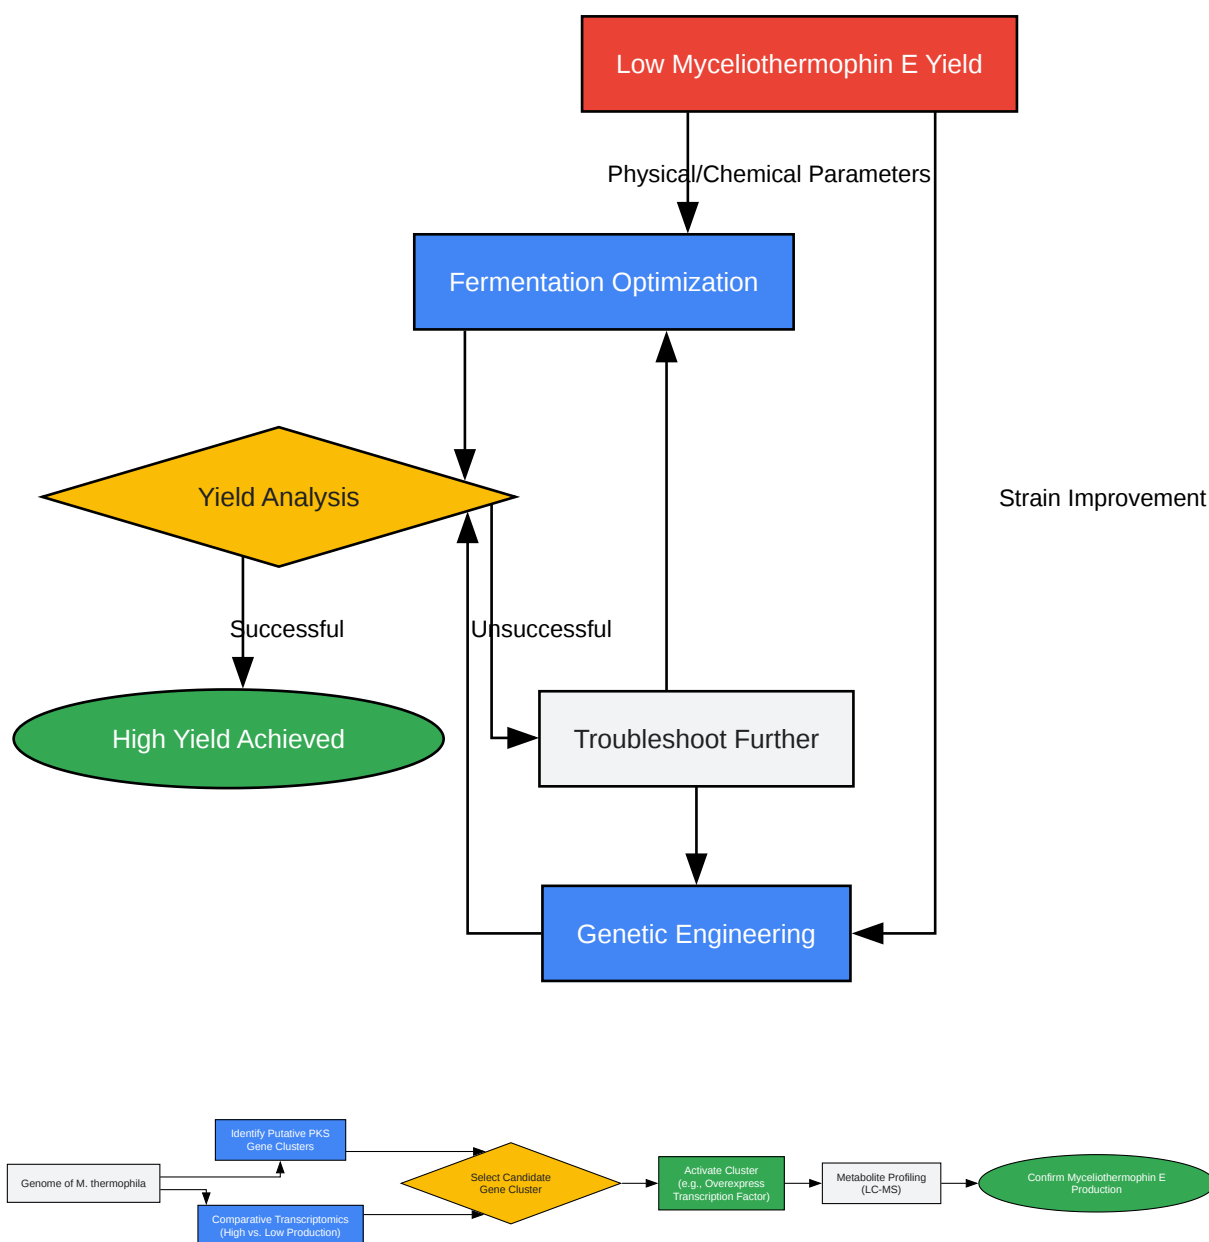 Low Myceliothermophin E Yield
Physical/Chemical Parameters
Fermentation Optimization
Yield Analysis
Strain Improvement
Successful
Unsuccessful
High Yield Achieved
Troubleshoot Further
Genetic Engineering
Identify Putative PKS
Gene Clusters
Genome of M. thermophila
Comparative Transcriptomics
(High vs. Low Production)
Select Candidate
Gene Cluster
Activate Cluster
(e.g., Overexpress
Transcription Factor)
Metabolite Profiling
(LC-MS)
Confirm Myceliothermophin E
Production